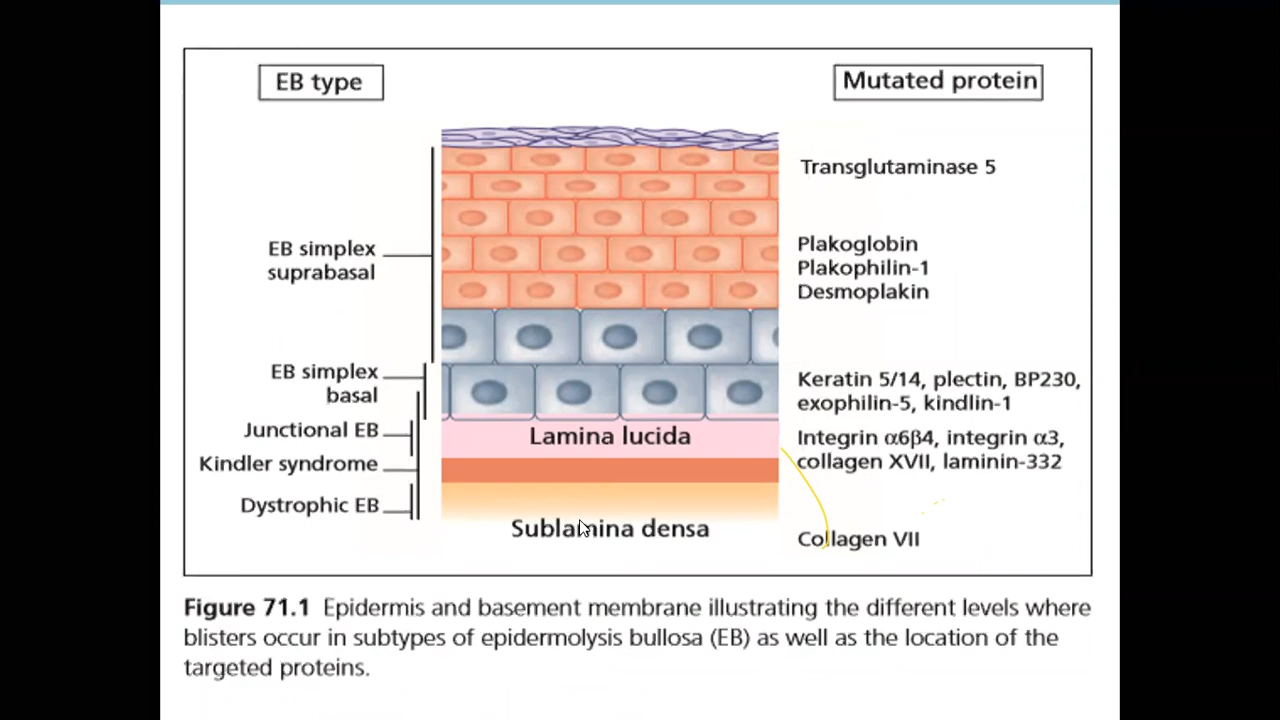 EB type
Mutated protein
Transglutaminase 5
EB simplex
suprabasal
Plakoglobin
Plakophilin-1
Desmoplakin
EB simplex
basal
Keratin 5/14, plectin, BP230,
exophilin-5, kindlin-1
Junctional EB
Lamina lucida
Integrin α6β4, integrin α3,
collagen XVII, laminin-332
Kindler syndrome
Dystrophic EB
Sublamina densa
Collagen VII
Figure 71.1 Epidermis and basement membrane illustrating the different levels where
blisters occur in subtypes of epidermolysis bullosa (EB) as well as the location of the
targeted proteins.